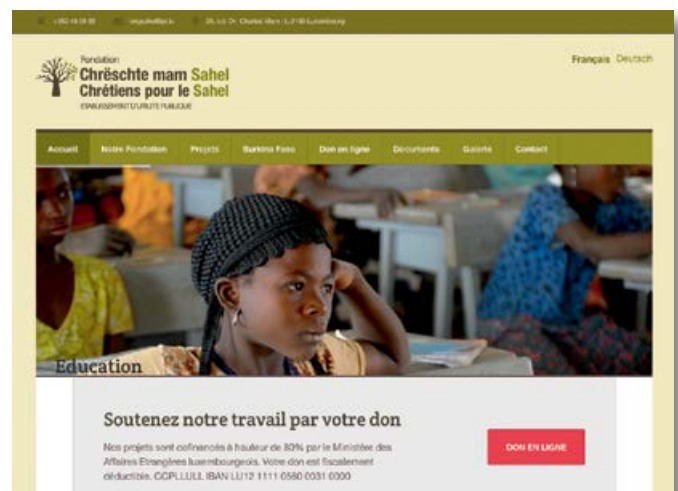 Fondation
Chrëschte mam Sahel
Chrétiens pour le Sahel
ETABLISSEMENT D'UTILITE PUBLIQUE
Français Deutsch
Accueil Notre Fondation Projets Burkina Faso Don en ligne Documents Galerie Contact
Education
Soutenez notre travail par votre don
Nos projets sont cofinancés à hauteur de 80% par le Ministère des
Affaires Etrangères luxembourgeois. Votre don est fiscalement
déductible. CCPLLULL IBAN LU12 1111 0580 0031 0000
DON EN LIGNE